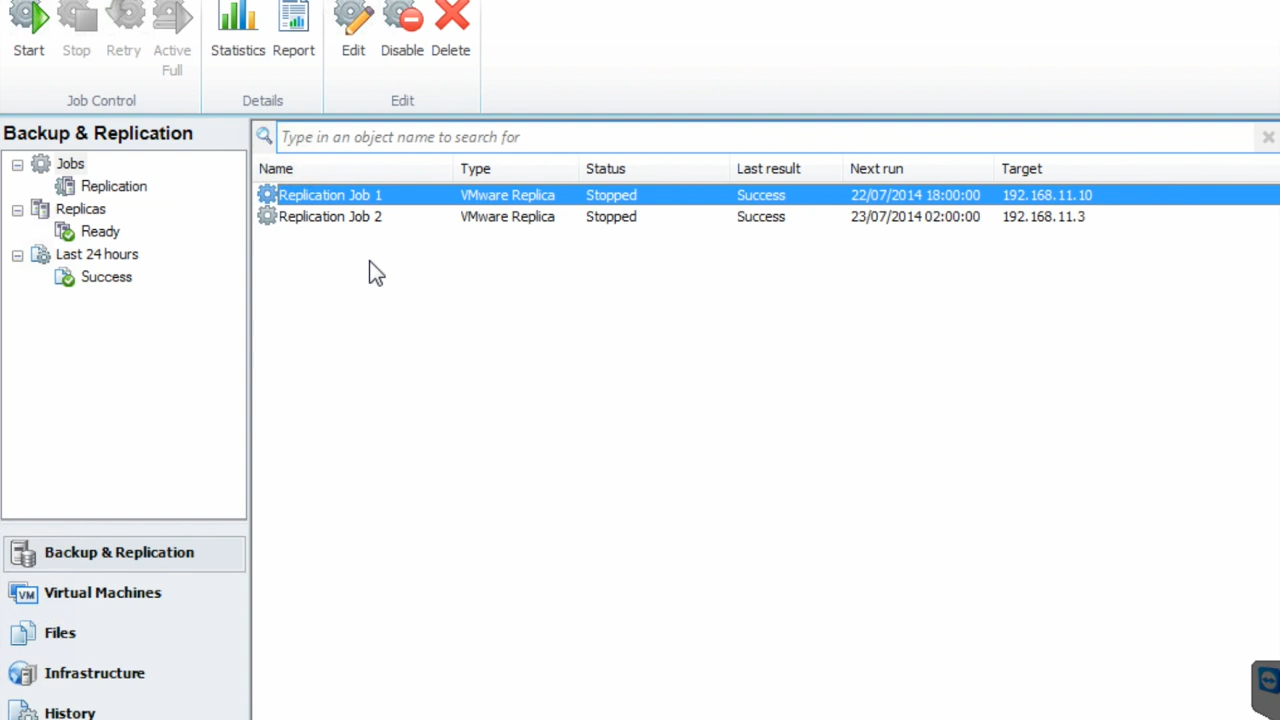 Start Stop Retry Active Full Statistics Report Edit Disable Delete
Job Control Details Edit
Backup & Replication
Type in an object name to search for
Jobs
Replication
Replicas
Ready
Last 24 hours
Success
Name Type Status Last result Next run Target
Replication Job 1 VMware Replica Stopped Success 22/07/2014 18:00:00 192.168.11.10
Replication Job 2 VMware Replica Stopped Success 23/07/2014 02:00:00 192.168.11.3
Backup & Replication
VM Virtual Machines
Files
Infrastructure
History